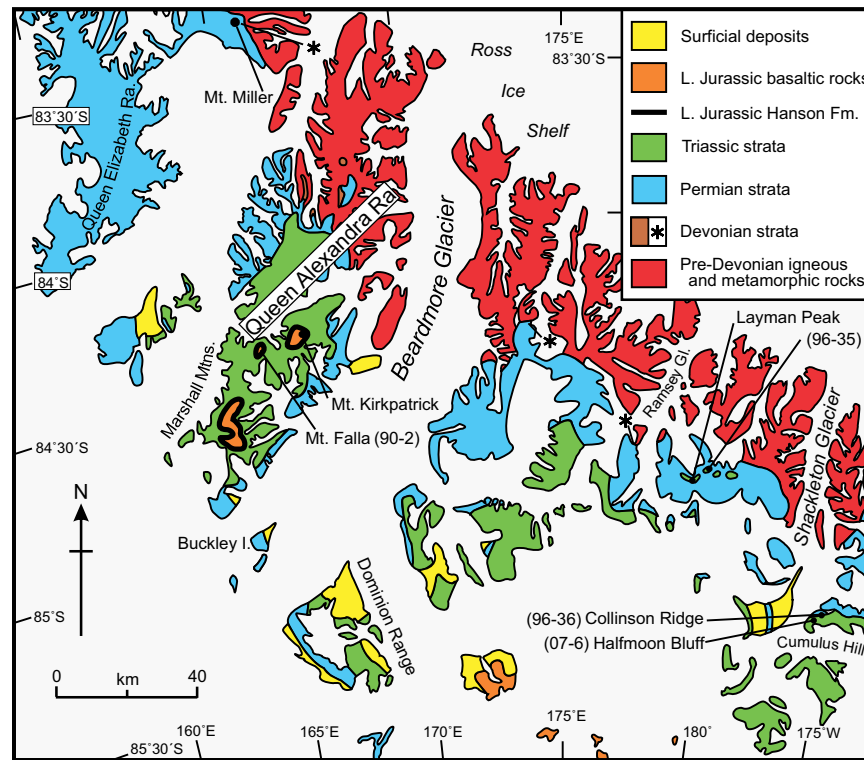 Surficial deposits
L. Jurassic basaltic rocks
L. Jurassic Hanson Fm.
Triassic strata
Permian strata
*
Devonian strata
Pre-Devonian igneous
and metamorphic rocks
175˚E
83˚30´S
Ross
Ice
Shelf
*
Mt. Miller
83˚30´S
Queen Elizabeth Ra.
Queen Alexandra Ra.
84˚S
Beardmore Glacier
Layman Peak
(96-35)
*
Ramsey Gl.
*
Marshall Mtns.
Mt. Kirkpatrick
Mt. Falla (90-2)
84˚30´S
Shackleton Glacier
N
Buckley I.
Dominion Range
85˚S
(96-36) Collinson Ridge
(07-6) Halfmoon Bluff
Cumulus Hill
0 km 40
160˚E
165˚E
170˚E
175˚E
180˚
175˚W
85˚30´S